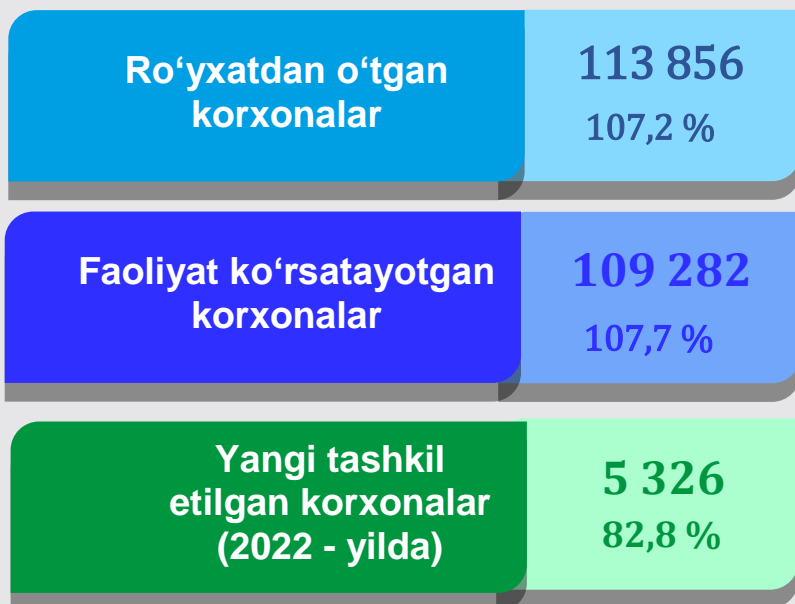 Ro‘yxatdan o‘tgan
korxonalar
113 856
107,2 %
Faoliyat ko‘rsatayotgan
korxonalar
109 282
107,7 %
Yangi tashkil
etilgan korxonalar
(2022 - yilda)
5 326
82,8 %